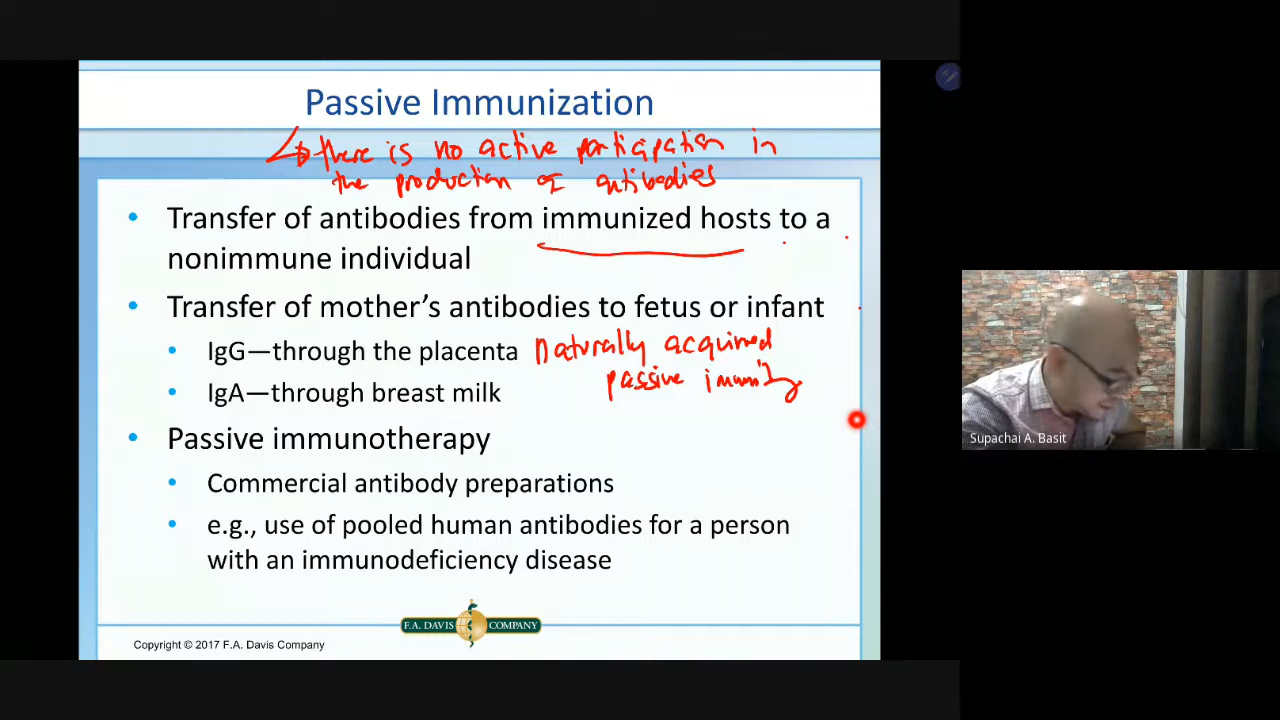 Passive Immunization
there is no active participation in
the production of antibodies
• Transfer of antibodies from immunized hosts to a
nonimmune individual
• Transfer of mother’s antibodies to fetus or infant
• IgG—through the placenta naturally acquired
• IgA—through breast milk passive immunity
• Passive immunotherapy
• Commercial antibody preparations
• e.g., use of pooled human antibodies for a person
with an immunodeficiency disease
F.A. DAVIS COMPANY
Copyright © 2017 F.A. Davis Company
Supachai A. Basit